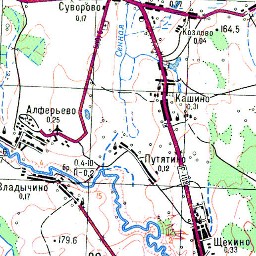 Суворово
0,17
Козлово
0,04
164,5
Синная
Кашино
0,31
Алферьево
0,25
Путятино
0,12
Владычино
0,17
179.6
Щекино
0,33